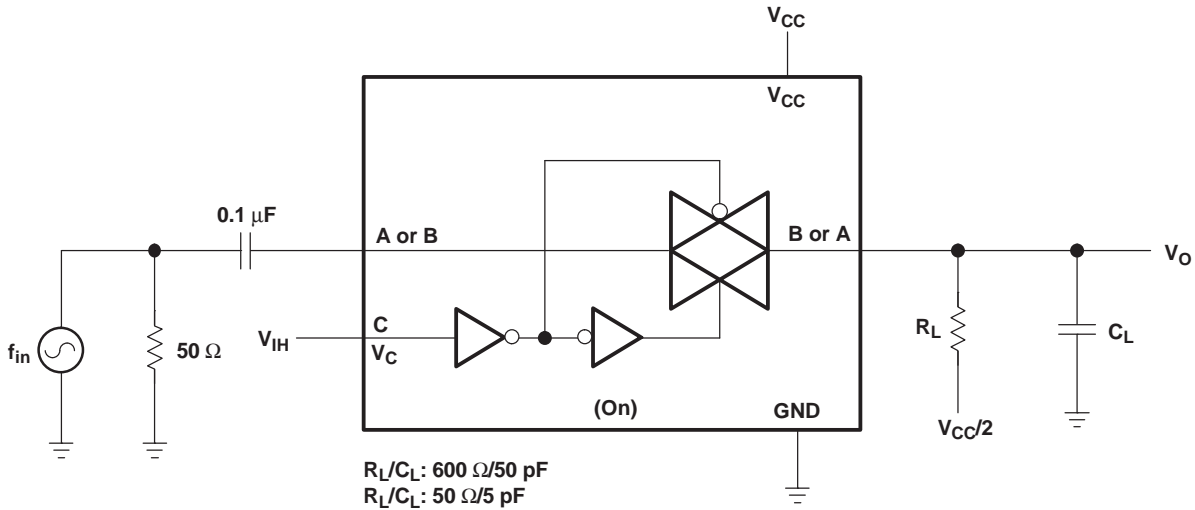 V_CC
V_CC
0.1 μF
A or B
B or A
V_O
f_in
50 Ω
V_IH
C
V_C
R_L
C_L
(On)
GND
V_CC/2
R_L/C_L: 600 Ω/50 pF
R_L/C_L: 50 Ω/5 pF